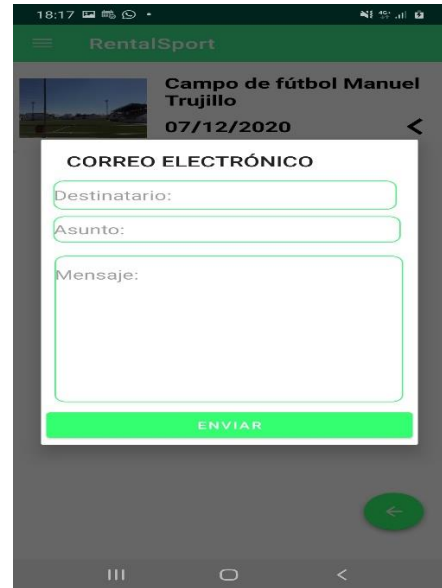 18:17
RentalSport
Campo de fútbol Manuel
Trujillo
07/12/2020
CORREO ELECTRÓNICO
Destinatario:
Asunto:
Mensaje:
ENVIAR